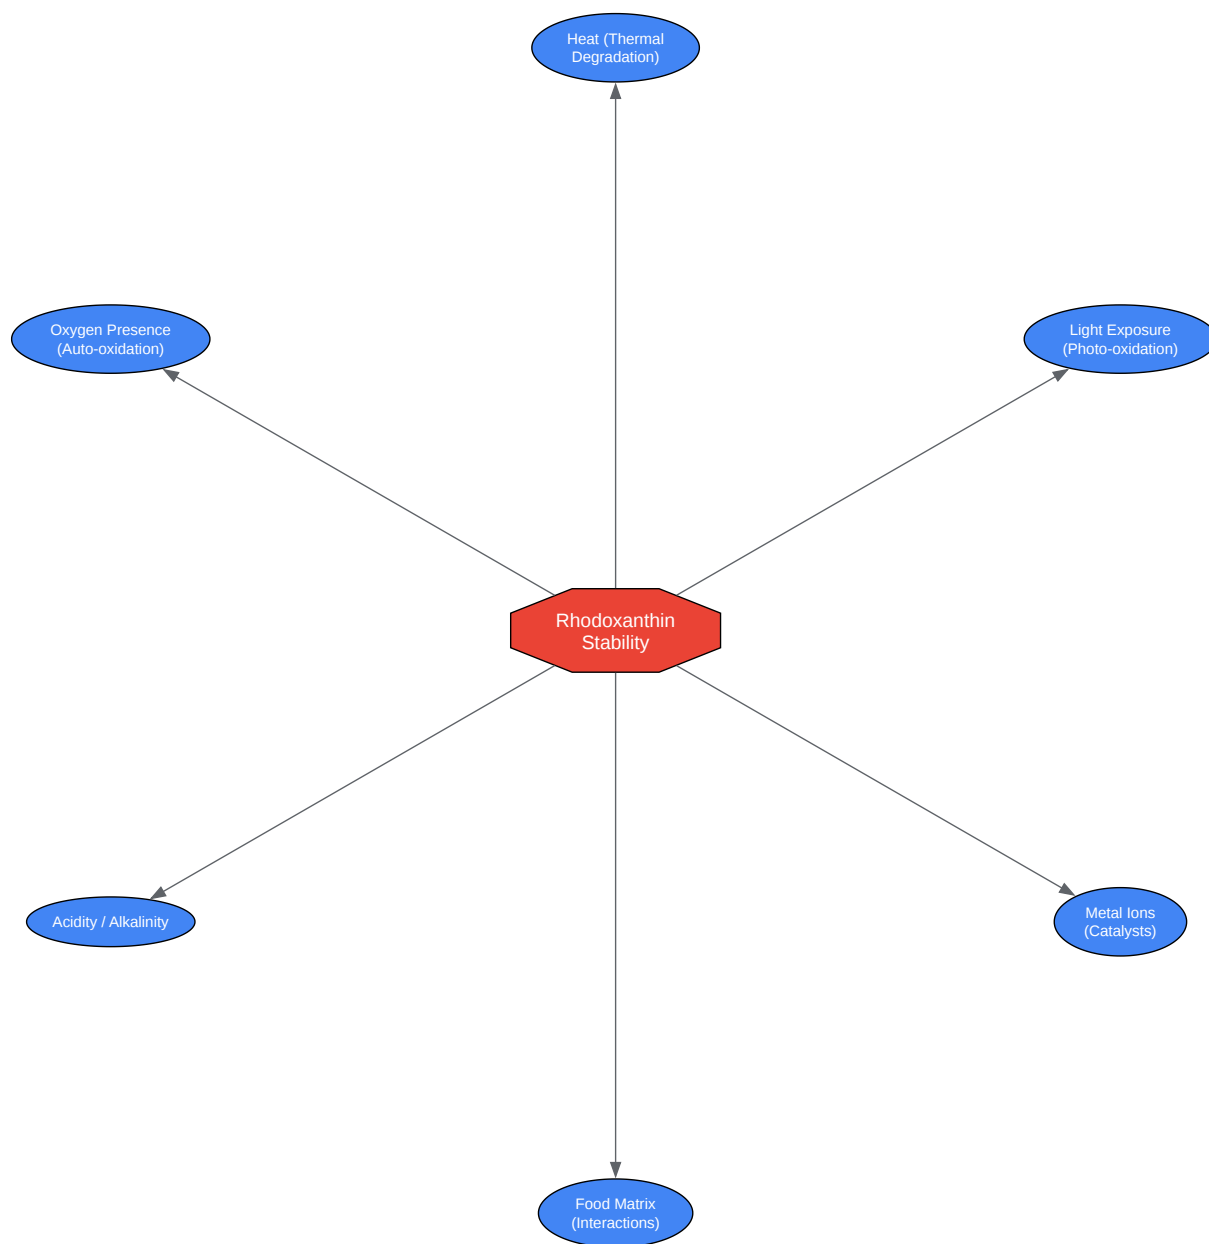 Heat (Thermal
Degradation)
Oxygen Presence
(Auto-oxidation)
Light Exposure
(Photo-oxidation)
Rhodoxanthin
Stability
Acidity / Alkalinity
Metal Ions
(Catalysts)
Food Matrix
(Interactions)